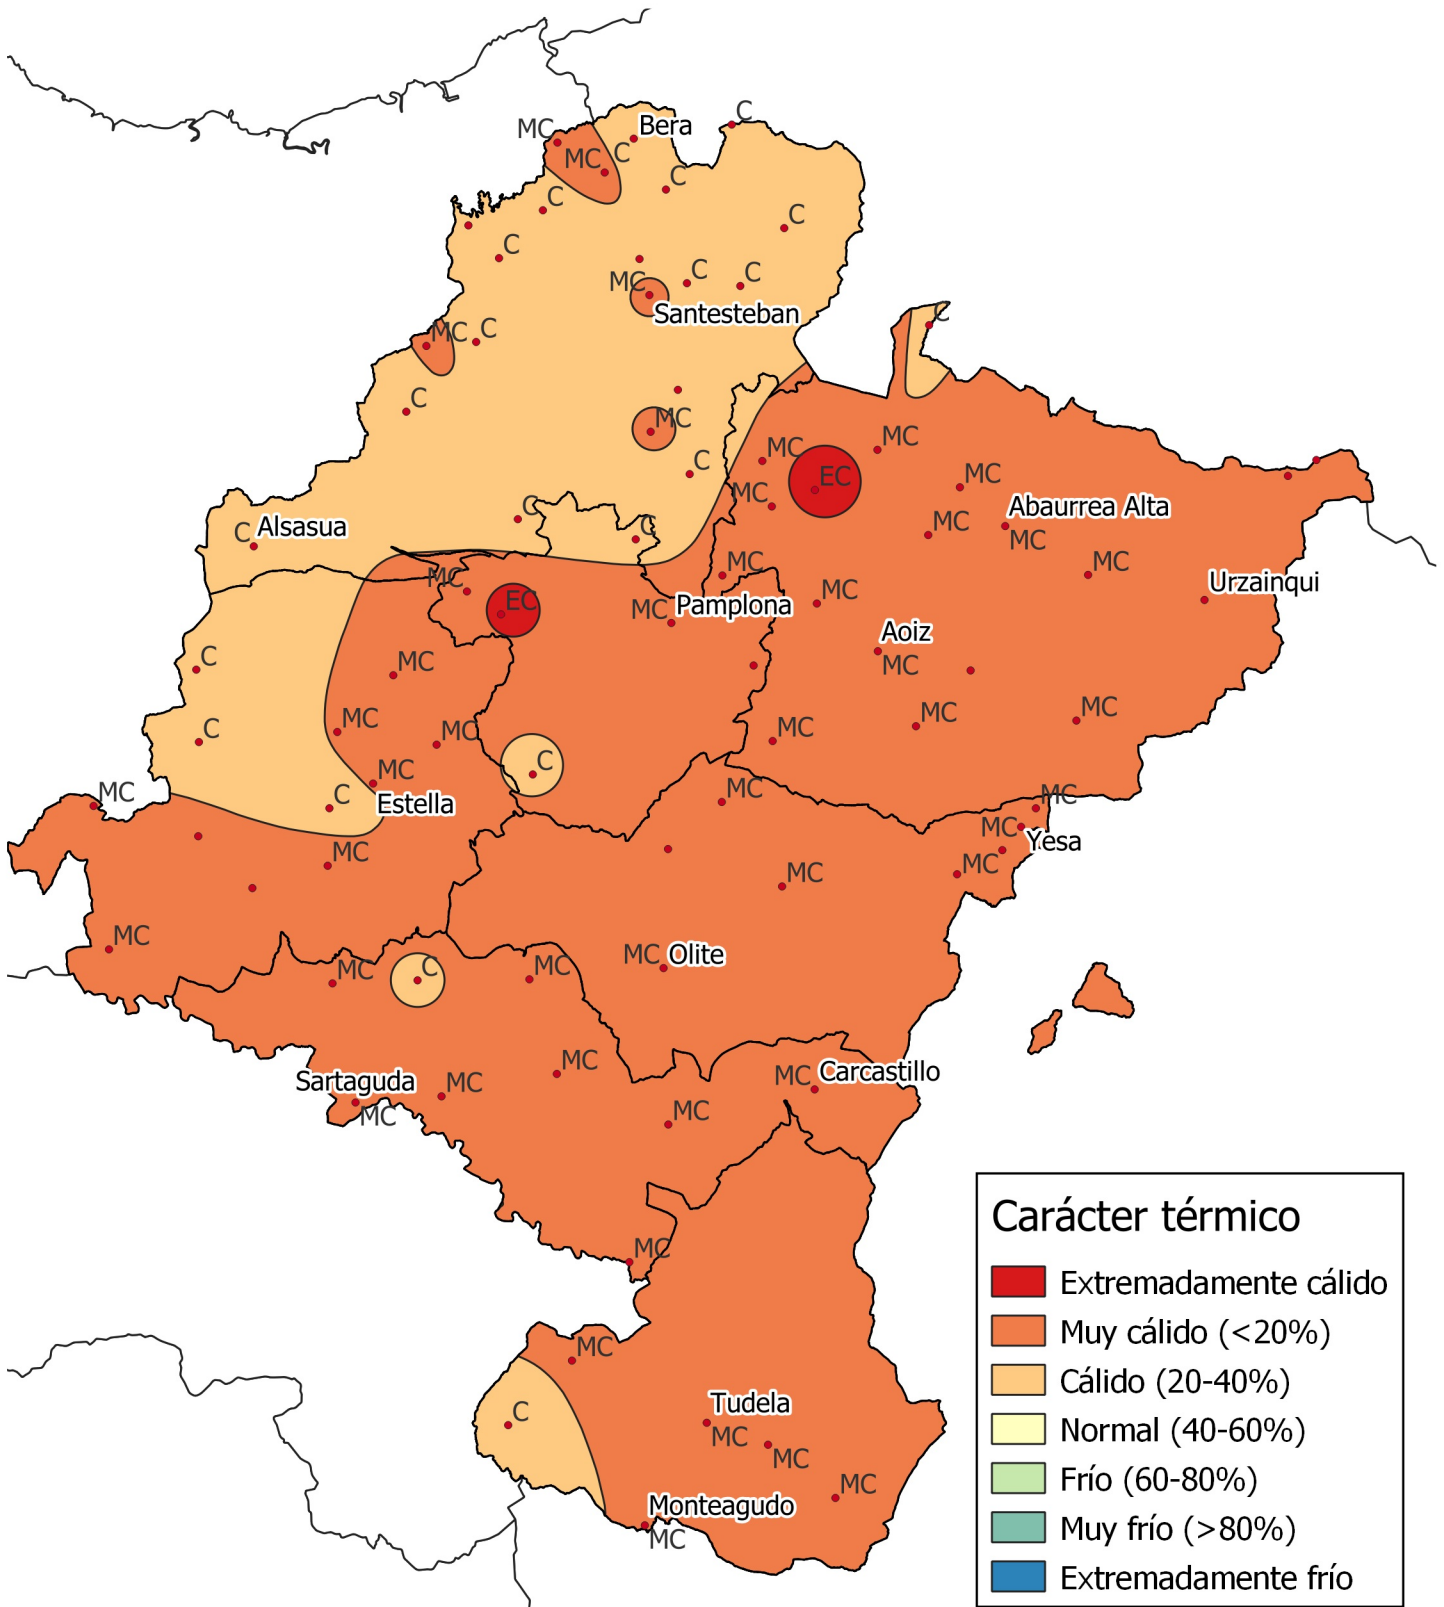 C
MC
Bera
MC
C
C
C
C
C
C
C
MC
Santesteban
C
MC
C
C
MC
C
MC
MC
C
EC
MC
MC
Abaurrea Alta
MC
C
C
MC
C
Alsasua
MC
MC
MC
EC
MC
Urzainqui
MC
Pamplona
Aoiz
MC
C
MC
MC
MC
MC
C
MC
MC
C
MC
MC
MC
C
Estella
MC
MC
Yesa
MC
MC
MC
MC
MC
Olite
MC
C
MC
MC
MC
Carcastillo
Sartaguda
MC
MC
MC
MC
MC
C
Tudela
MC
MC
MC
Monteagudo
MC
Carácter térmico
Extremadamente cálido
Muy cálido (<20%)
Cálido (20-40%)
Normal (40-60%)
Frío (60-80%)
Muy frío (>80%)
Extremadamente frío